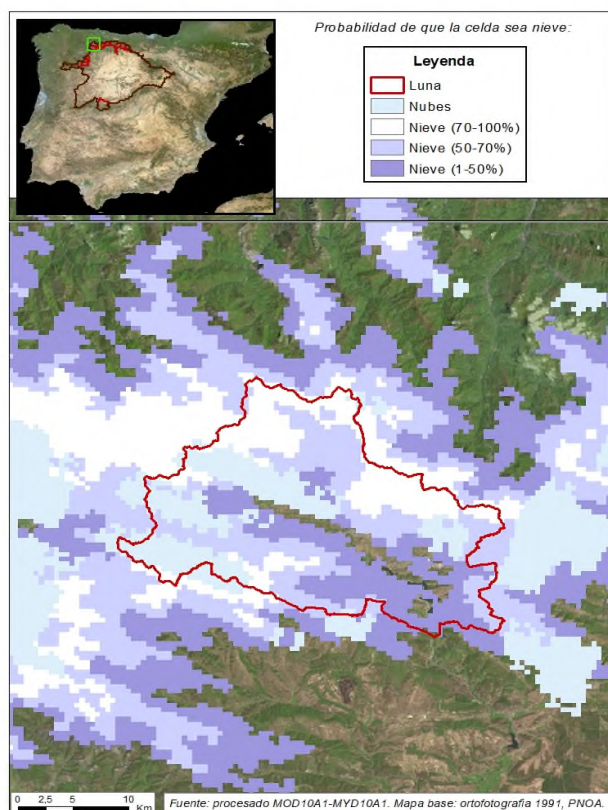 Probabilidad de que la celda sea nieve:
Leyenda
Luna
Nubes
Nieve (70-100%)
Nieve (50-70%)
Nieve (1-50%)
0 2,5 5 10
Km
Fuente: procesado MOD10A1-MYD10A1. Mapa base: ortofotografía 1991, PNOA